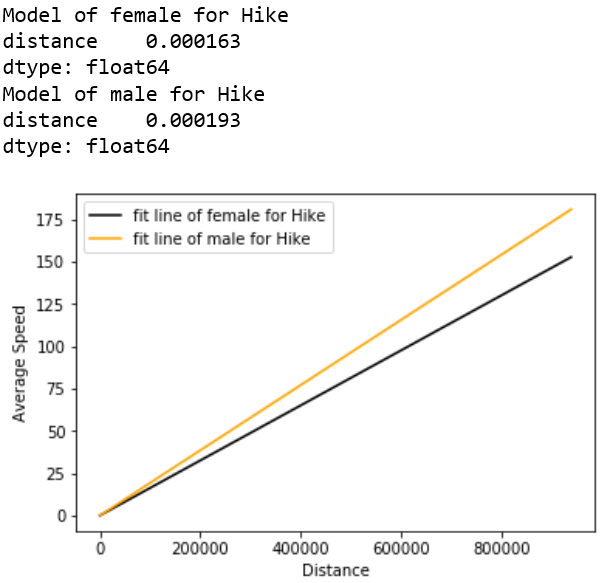 Model of female for Hike
distance    0.000163
dtype: float64
Model of male for Hike
distance    0.000193
dtype: float64
fit line of female for Hike
fit line of male for Hike
175
150
125
100
75
50
25
0
Average Speed
0 200000 400000 600000 800000
Distance